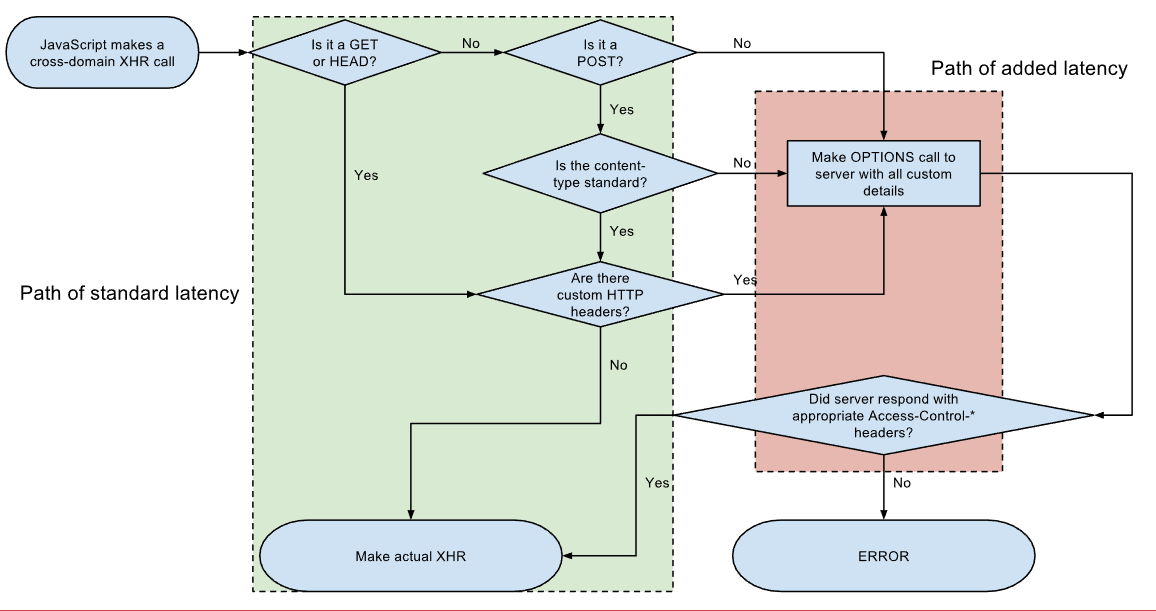 JavaScript makes a
cross-domain XHR call
Is it a GET
or HEAD?
No
Is it a
POST?
No
Path of added latency
Yes
Yes
Is the content-
type standard?
No
Make OPTIONS call to
server with all custom
details
Yes
Path of standard latency
Are there
custom HTTP
headers?
Yes
No
Did server respond with
appropriate Access-Control-*
headers?
Yes
No
Make actual XHR
ERROR